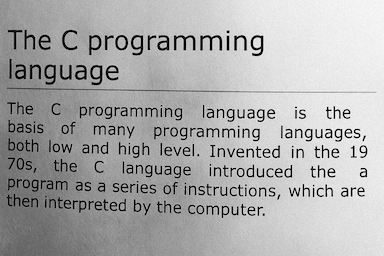 The C programming
language
The C programming language is the
basis of many programming languages,
both low and high level. Invented in the 19
70s, the C language introduced the a
program as a series of instructions, which are
then interpreted by the computer.